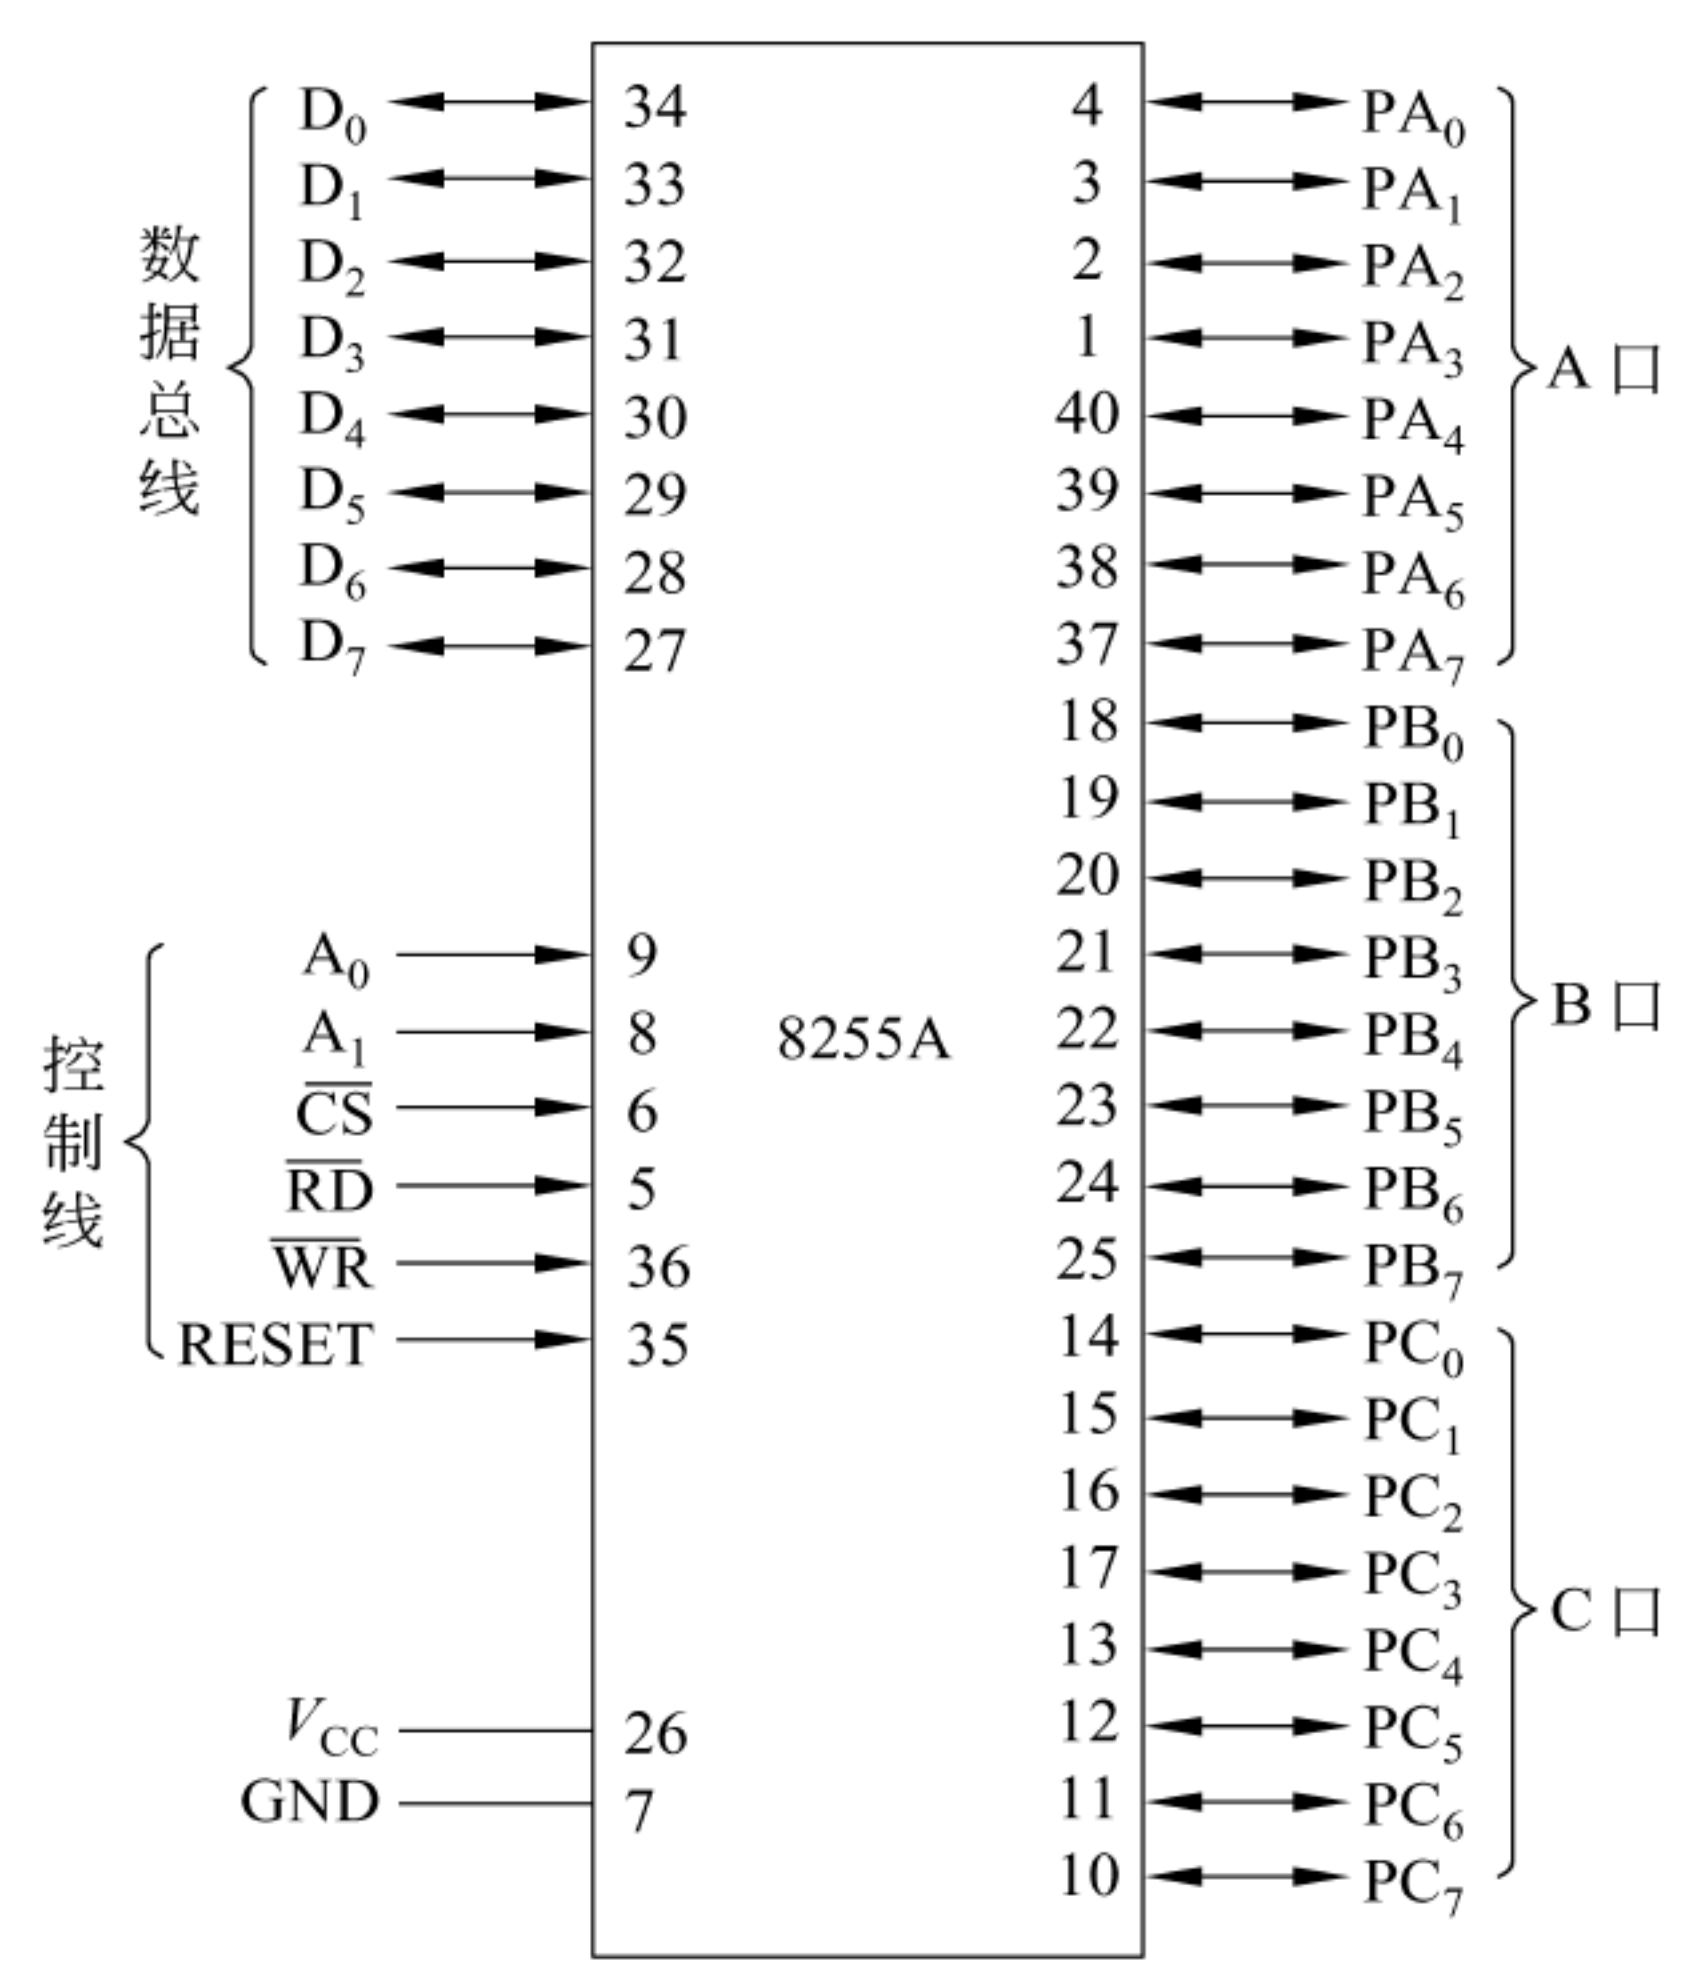 数据总线
D₀ 34
D₁ 33
D₂ 32
D₃ 31
D₄ 30
D₅ 29
D₆ 28
D₇ 27
控制线
A₀ 9
A₁ 8
C̅S̅ 6
R̅D̅ 5
W̅R̅ 36
RESET 35
V_CC 26
GND 7
8255A
4 PA₀
3 PA₁
2 PA₂
1 PA₃
40 PA₄
39 PA₅
38 PA₆
37 PA₇
A 口
18 PB₀
19 PB₁
20 PB₂
21 PB₃
22 PB₄
23 PB₅
24 PB₆
25 PB₇
B 口
14 PC₀
15 PC₁
16 PC₂
17 PC₃
13 PC₄
12 PC₅
11 PC₆
10 PC₇
C 口